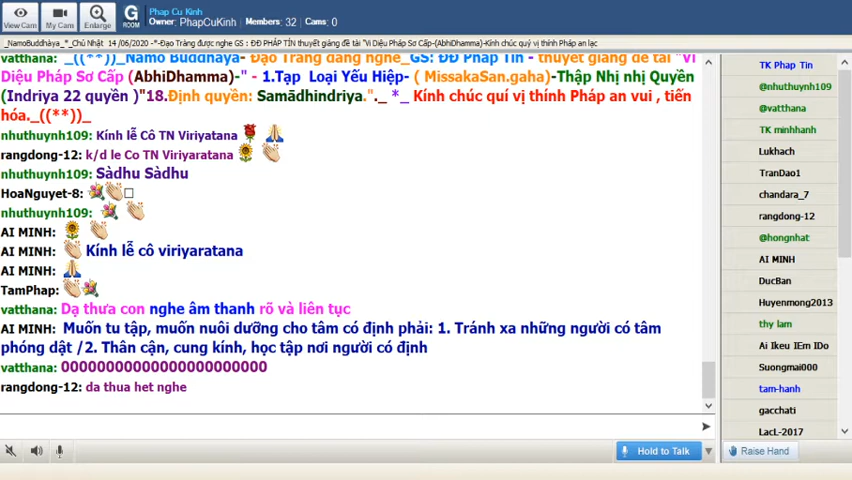 View Cam
My Cam
Enlarge
G
ROOM
Phap Cu Kinh
Owner: PhapCuKinh Members: 32 Cams: 0
_NamoBuddhàya_*_Chủ Nhật 14 /06/2020 -*-Đạo Tràng được nghe GS : ĐĐ PHÁP TÍN thuyết giảng đề tài "Vi Diệu Pháp Sơ Cấp-(AbhiDhamma)-Kính chúc quý vị thính Pháp an lạc
vatthana: _((**))_Namo Buddhàya- Đạo Tràng đang nghe_GS: ĐĐ Pháp Tín - thuyết giảng đề tài "Vi
Diệu Pháp Sơ Cấp (AbhiDhamma)-" - 1.Tạp Loại Yếu Hiệp- ( MissakaSan.gaha)-Thập Nhị nhị Quyền
(Indriya 22 quyền )"18.Định quyền: Samādhindriya.".__ *_ Kính chúc quí vị thính Pháp an vui , tiến
hóa._((**))_
nhuthuynh109: Kính lễ Cô TN Viriyatana
rangdong-12: k/d le Co TN Viryaratana
nhuthuynh109: Sàdhu Sàdhu
HoaNguyet-8:
nhuthuynh109:
AI MINH:
AI MINH: Kính lễ cô viriyaratana
AI MINH:
TamPhap:
vatthana: Dạ thưa con nghe âm thanh rõ và liên tục
AI MINH: Muốn tu tập, muốn nuôi dưỡng cho tâm có định phải: 1. Tránh xa những người có tâm
phóng dật /2. Thân cận, cung kính, học tập nơi người có định
vatthana: 00000000000000000000000
rangdong-12: da thua het nghe
TK Phap Tin
@nhuthuynh109
@vatthana
TK minhhanh
Lukhach
TranDao1
chandara_7
rangdong-12
@hongnhat
AI MINH
DucBan
Huyenmong2013
thy lam
Ai Ikeu IEm IDo
Suongmai000
tam-hanh
gacchati
LacL-2017
Hold to Talk
Raise Hand